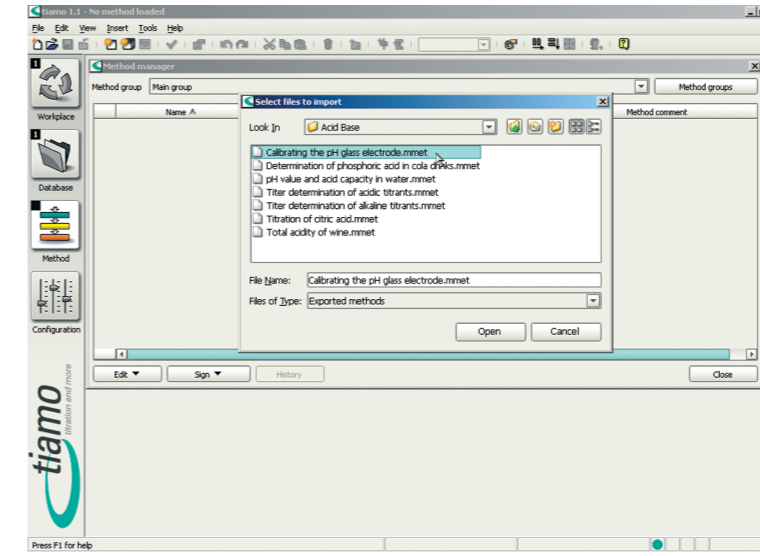 tiamo 1.1 - No method loaded
File Edit View Insert Tools Help
1
Workplace
1
Database
Method
Configuration
tiamo
titration and more
Method manager
Method group Main group Method groups
Name Method comment
Select files to import
Look In Acid Base
Calibrating the pH glass electrode.mmet
Determination of phosphoric acid in cola drinks.mmet
pH value and acid capacity in water.mmet
Titer determination of acidic titrants.mmet
Titer determination of alkaline titrants.mmet
Titration of citric acid.mmet
Total acidity of wine.mmet
File Name: Calibrating the pH glass electrode.mmet
Files of Type: Exported methods
Open Cancel
Edit Sign History Close
Press F1 for help